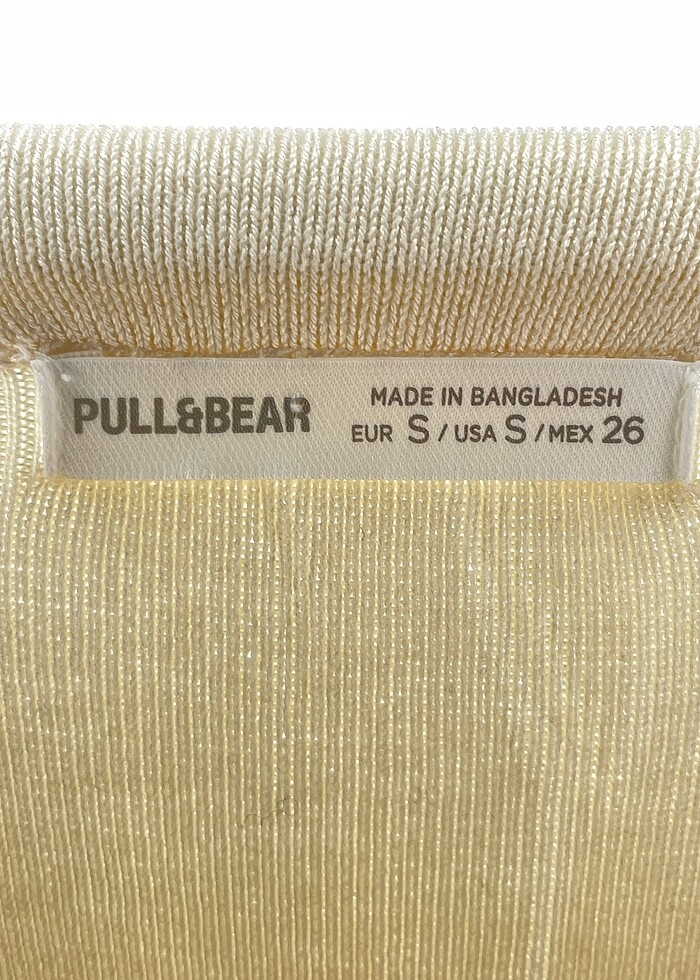 PULL&BEAR
MADE IN BANGLADESH
EUR S / USA S / MEX 26